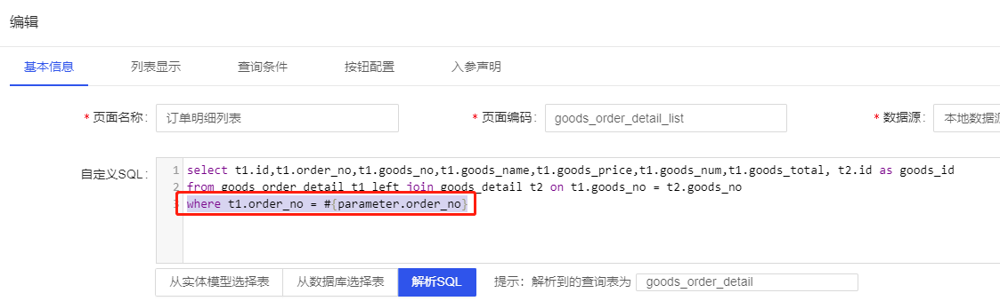 编辑
基本信息 列表显示 查询条件 按钮配置 入参声明
* 页面名称: 订单明细列表 * 页面编码: goods_order_detail_list * 数据源: 本地数据源
自定义SQL:
1 select t1.id,t1.order_no,t1.goods_no,t1.goods_name,t1.goods_price,t1.goods_num,t1.goods_total, t2.id as goods_id
2 from goods_order_detail t1 left join goods_detail t2 on t1.goods_no = t2.goods_no
3 where t1.order_no = #{parameter.order_no}
从实体模型选择表 从数据库选择表 解析SQL 提示：解析到的查询表为 goods_order_detail